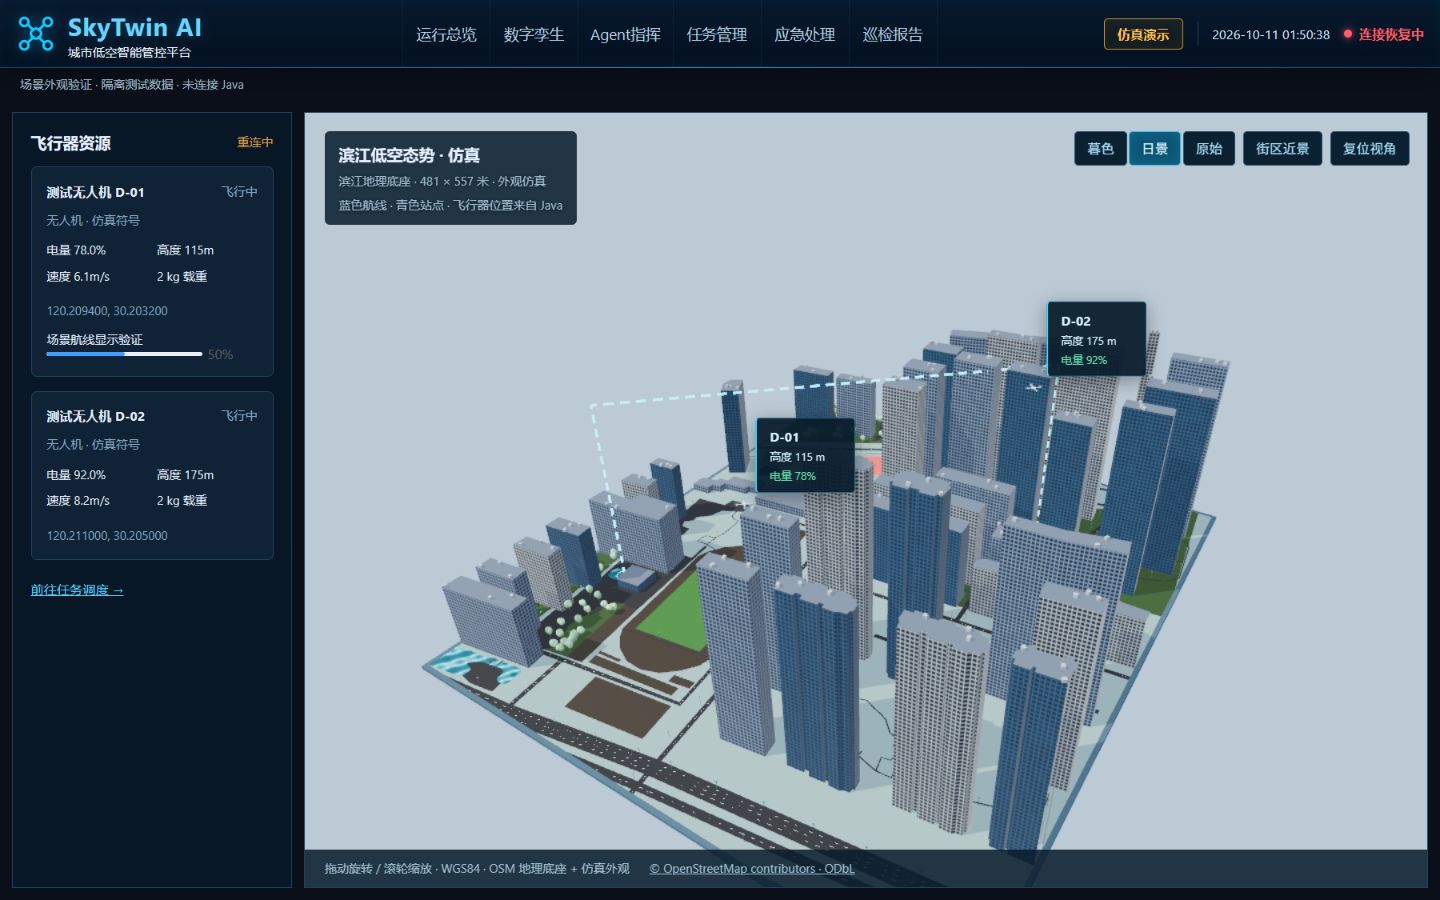 SkyTwin AI
城市低空智能管控平台
运行总览
数字孪生
Agent指挥
任务管理
应急处理
巡检报告
仿真演示
2026-10-11 01:50:38
连接恢复中
场景外观验证 · 隔离测试数据 · 未连接 Java
飞行器资源
重连中
测试无人机 D-01
飞行中
无人机 · 仿真符号
电量 78.0%
高度 115m
速度 6.1m/s
2 kg 载重
120.209400, 30.203200
场景航线显示验证
50%
测试无人机 D-02
飞行中
无人机 · 仿真符号
电量 92.0%
高度 175m
速度 8.2m/s
2 kg 载重
120.211000, 30.205000
前往任务调度 →
滨江低空态势 · 仿真
滨江地理底座 · 481 × 557 米 · 外观仿真
蓝色航线 · 青色站点 · 飞行器位置来自 Java
暮色
日景
原始
街区近景
复位视角
D-02
高度 175 m
电量 92%
D-01
高度 115 m
电量 78%
拖动旋转 / 滚轮缩放 · WGS84 · OSM 地理底座 + 仿真外观
© OpenStreetMap contributors · ODbL